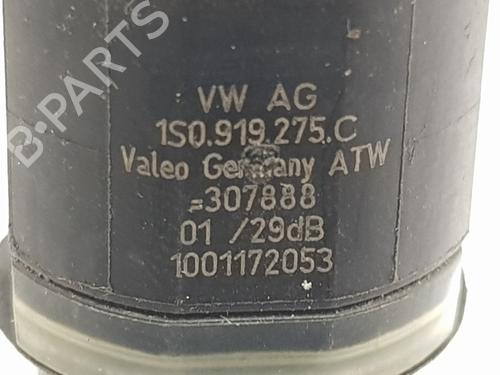 VW AG
1S0.919.275.C
Valeo Germany ATW
=307888
01 /29dB
1001172053
B-PARTS